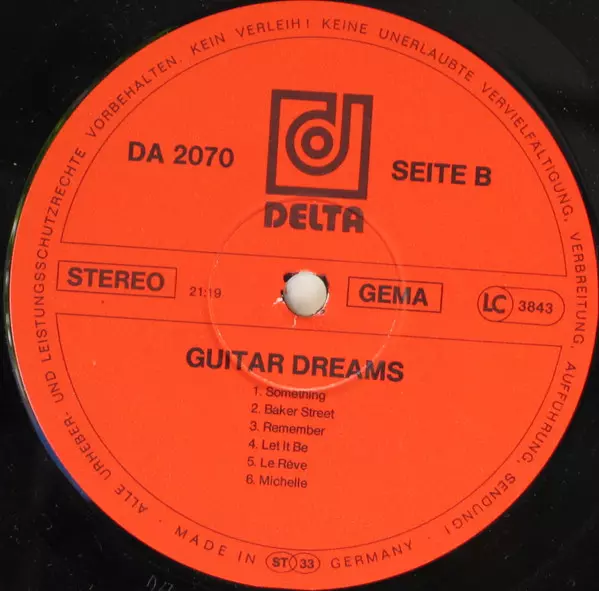 ALLE URHEBER- UND LEISTUNGSSCHUTZRECHTE VORBEHALTEN. KEIN VERLEIH! KEINE UNERLAUBTE VERVIELFÄLTIGUNG, VERBREITUNG, AUFFÜHRUNG, SENDUNG!
DA 2070
SEITE B
DELTA
STEREO
21:19
GEMA
LC 3843
GUITAR DREAMS
1. Something
2. Baker Street
3. Remember
4. Let It Be
5. Le Rêve
6. Michelle
• MADE IN ST 33 GERMANY •